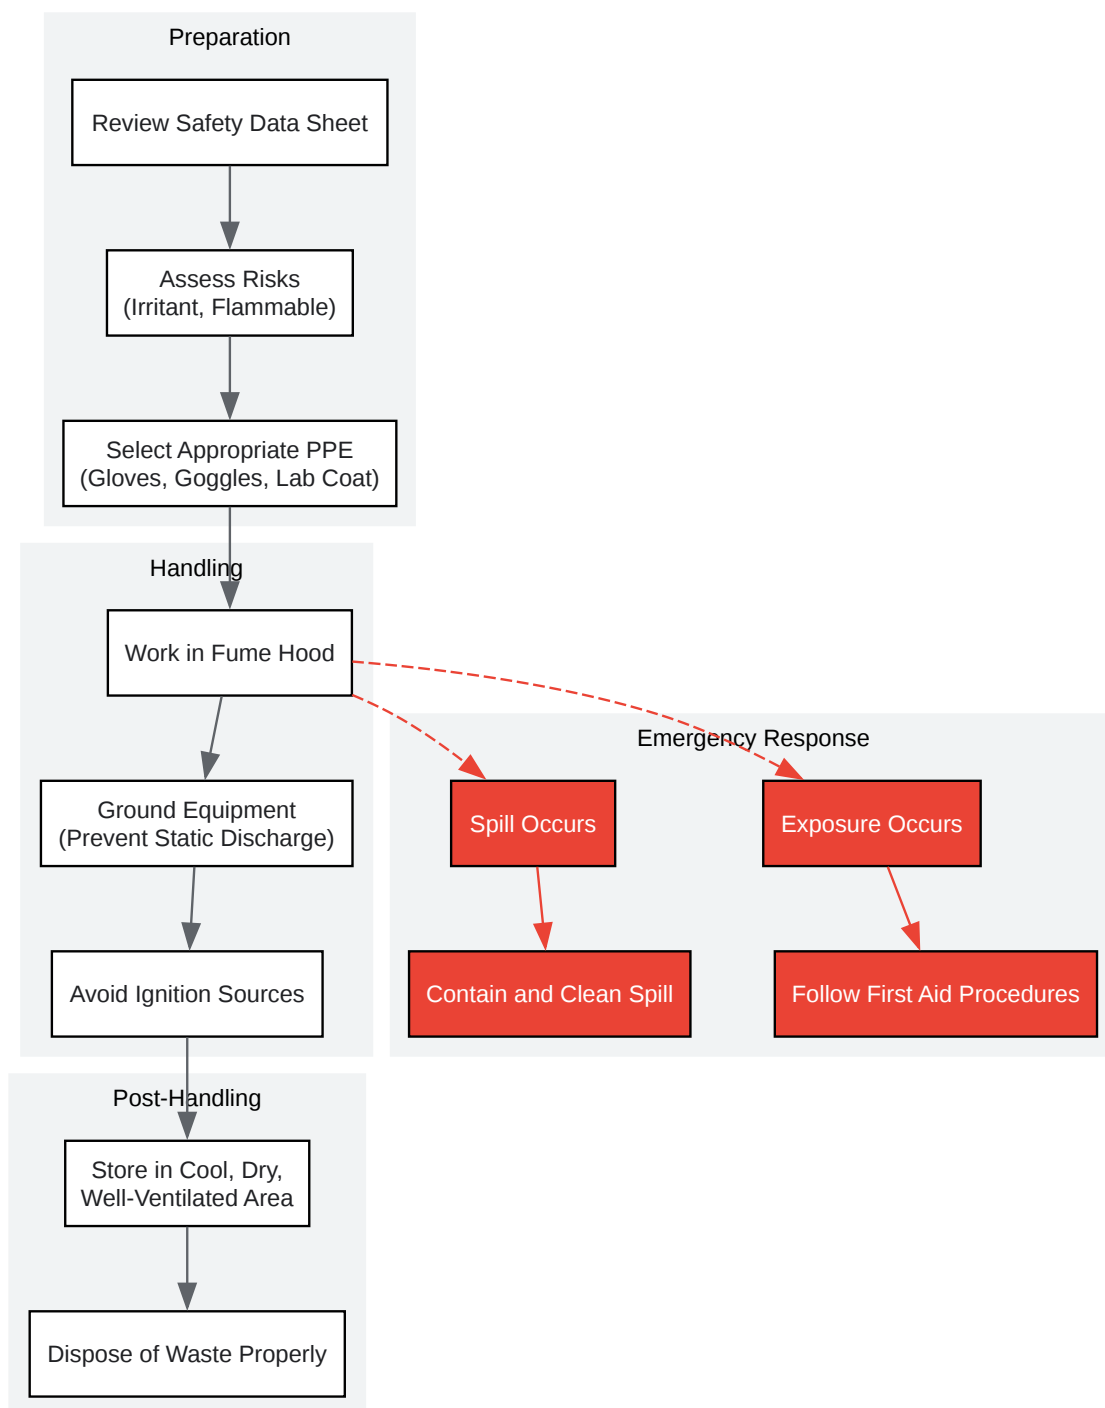 Preparation
Review Safety Data Sheet
Assess Risks
(Irritant, Flammable)
Select Appropriate PPE
(Gloves, Goggles, Lab Coat)
Handling
Work in Fume Hood
Ground Equipment
(Prevent Static Discharge)
Avoid Ignition Sources
Emergency Response
Spill Occurs
Exposure Occurs
Contain and Clean Spill
Follow First Aid Procedures
Post-Handling
Store in Cool, Dry,
Well-Ventilated Area
Dispose of Waste Properly